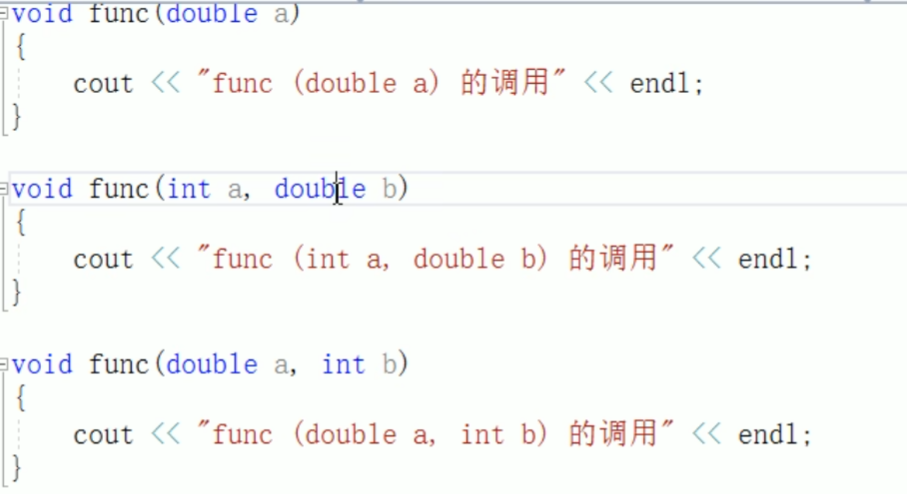 void func(double a)
{
cout << "func (double a) 的调用" << endl;
}
void func(int a, double b)
{
cout << "func (int a, double b) 的调用" << endl;
}
void func(double a, int b)
{
cout << "func (double a, int b) 的调用" << endl;
}